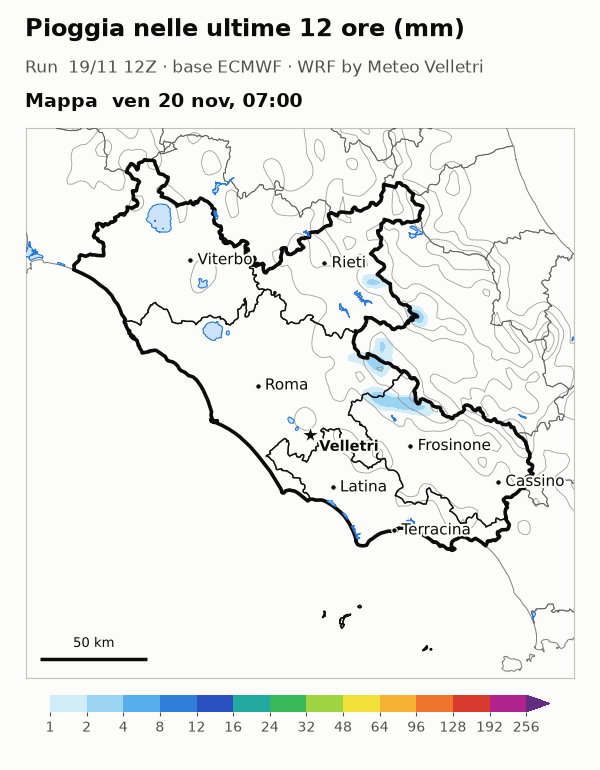 Pioggia nelle ultime 12 ore (mm)
Run  19/11 12Z · base ECMWF · WRF by Meteo Velletri
Mappa  ven 20 nov, 07:00
Viterbo
Rieti
Roma
Velletri
Frosinone
Latina
Cassino
Terracina
50 km
1 2 4 8 12 16 24 32 48 64 96 128 192 256